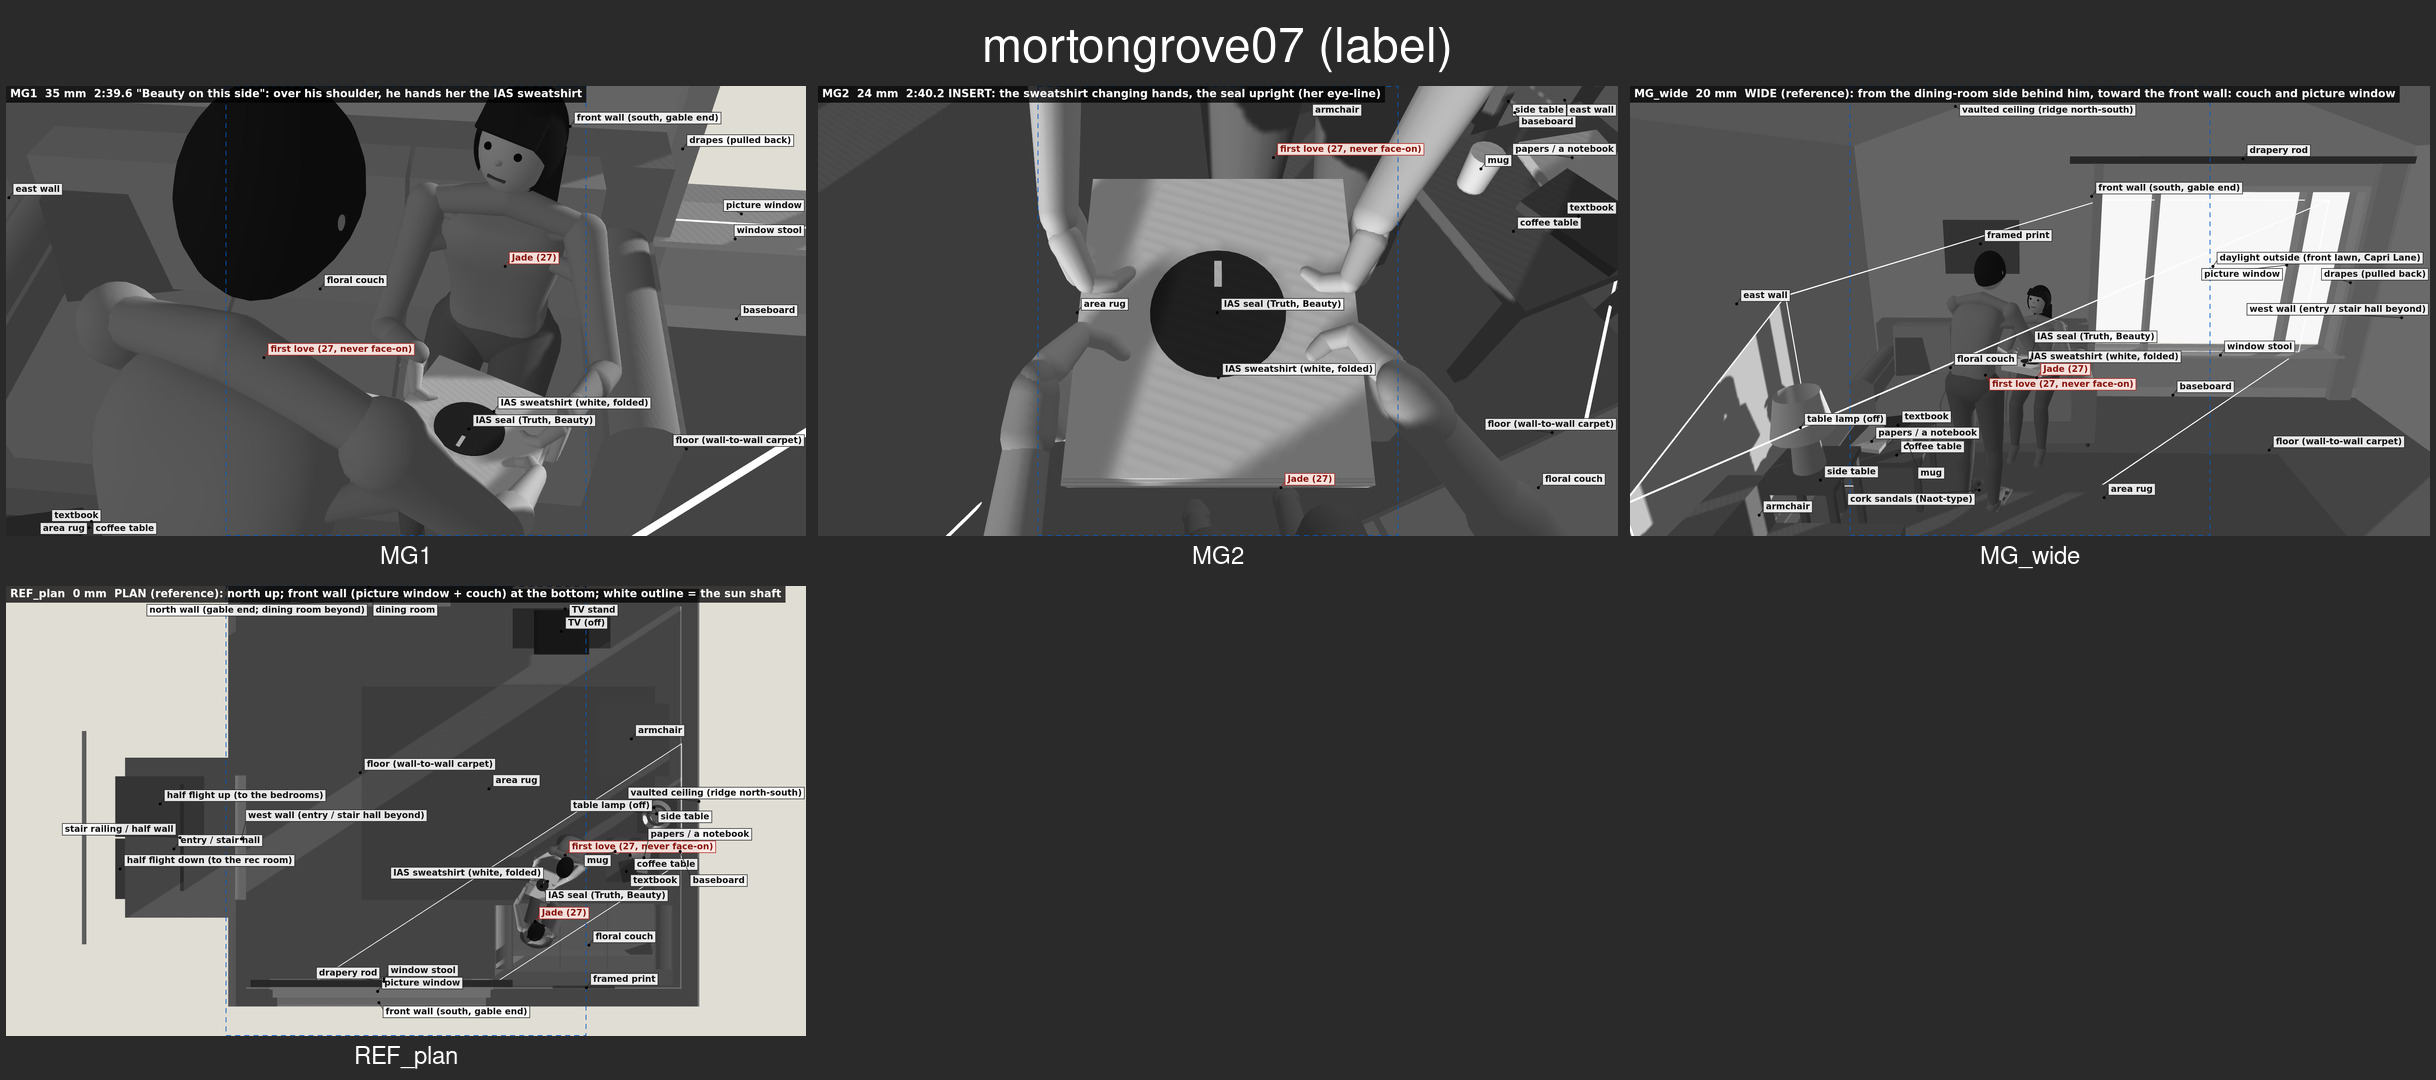 mortongrove07 (label)
MG1 35 mm 2:39.6 "Beauty on this side": over his shoulder, he hands her the IAS sweatshirt
front wall (south, gable end)
drapes (pulled back)
east wall
picture window
window stool
Jade (27)
floral couch
baseboard
first love (27, never face-on)
IAS sweatshirt (white, folded)
IAS seal (Truth, Beauty)
floor (wall-to-wall carpet)
textbook
area rug
coffee table
MG1
MG2 24 mm 2:40.2 INSERT: the sweatshirt changing hands, the seal upright (her eye-line)
armchair
side table
east wall
baseboard
first love (27, never face-on)
papers / a notebook
mug
textbook
coffee table
area rug
IAS seal (Truth, Beauty)
IAS sweatshirt (white, folded)
floor (wall-to-wall carpet)
Jade (27)
floral couch
MG2
MG_wide 20 mm WIDE (reference): from the dining-room side behind him, toward the front wall: couch and picture window
vaulted ceiling (ridge north-south)
drapery rod
front wall (south, gable end)
framed print
daylight outside (front lawn, Capri Lane)
picture window
drapes (pulled back)
east wall
west wall (entry / stair hall beyond)
IAS seal (Truth, Beauty)
window stool
floral couch
IAS sweatshirt (white, folded)
Jade (27)
first love (27, never face-on)
baseboard
table lamp (off)
textbook
papers / a notebook
coffee table
floor (wall-to-wall carpet)
side table
mug
area rug
cork sandals (Naot-type)
armchair
MG_wide
REF_plan 0 mm PLAN (reference): north up; front wall (picture window + couch) at the bottom; white outline = the sun shaft
north wall (gable end; dining room beyond)
dining room
TV stand
TV (off)
armchair
floor (wall-to-wall carpet)
area rug
half flight up (to the bedrooms)
vaulted ceiling (ridge north-south)
table lamp (off)
west wall (entry / stair hall beyond)
side table
stair railing / half wall
papers / a notebook
entry / stair hall
first love (27, never face-on)
half flight down (to the rec room)
mug
coffee table
IAS sweatshirt (white, folded)
textbook
baseboard
IAS seal (Truth, Beauty)
Jade (27)
floral couch
drapery rod
window stool
picture window
framed print
front wall (south, gable end)
REF_plan